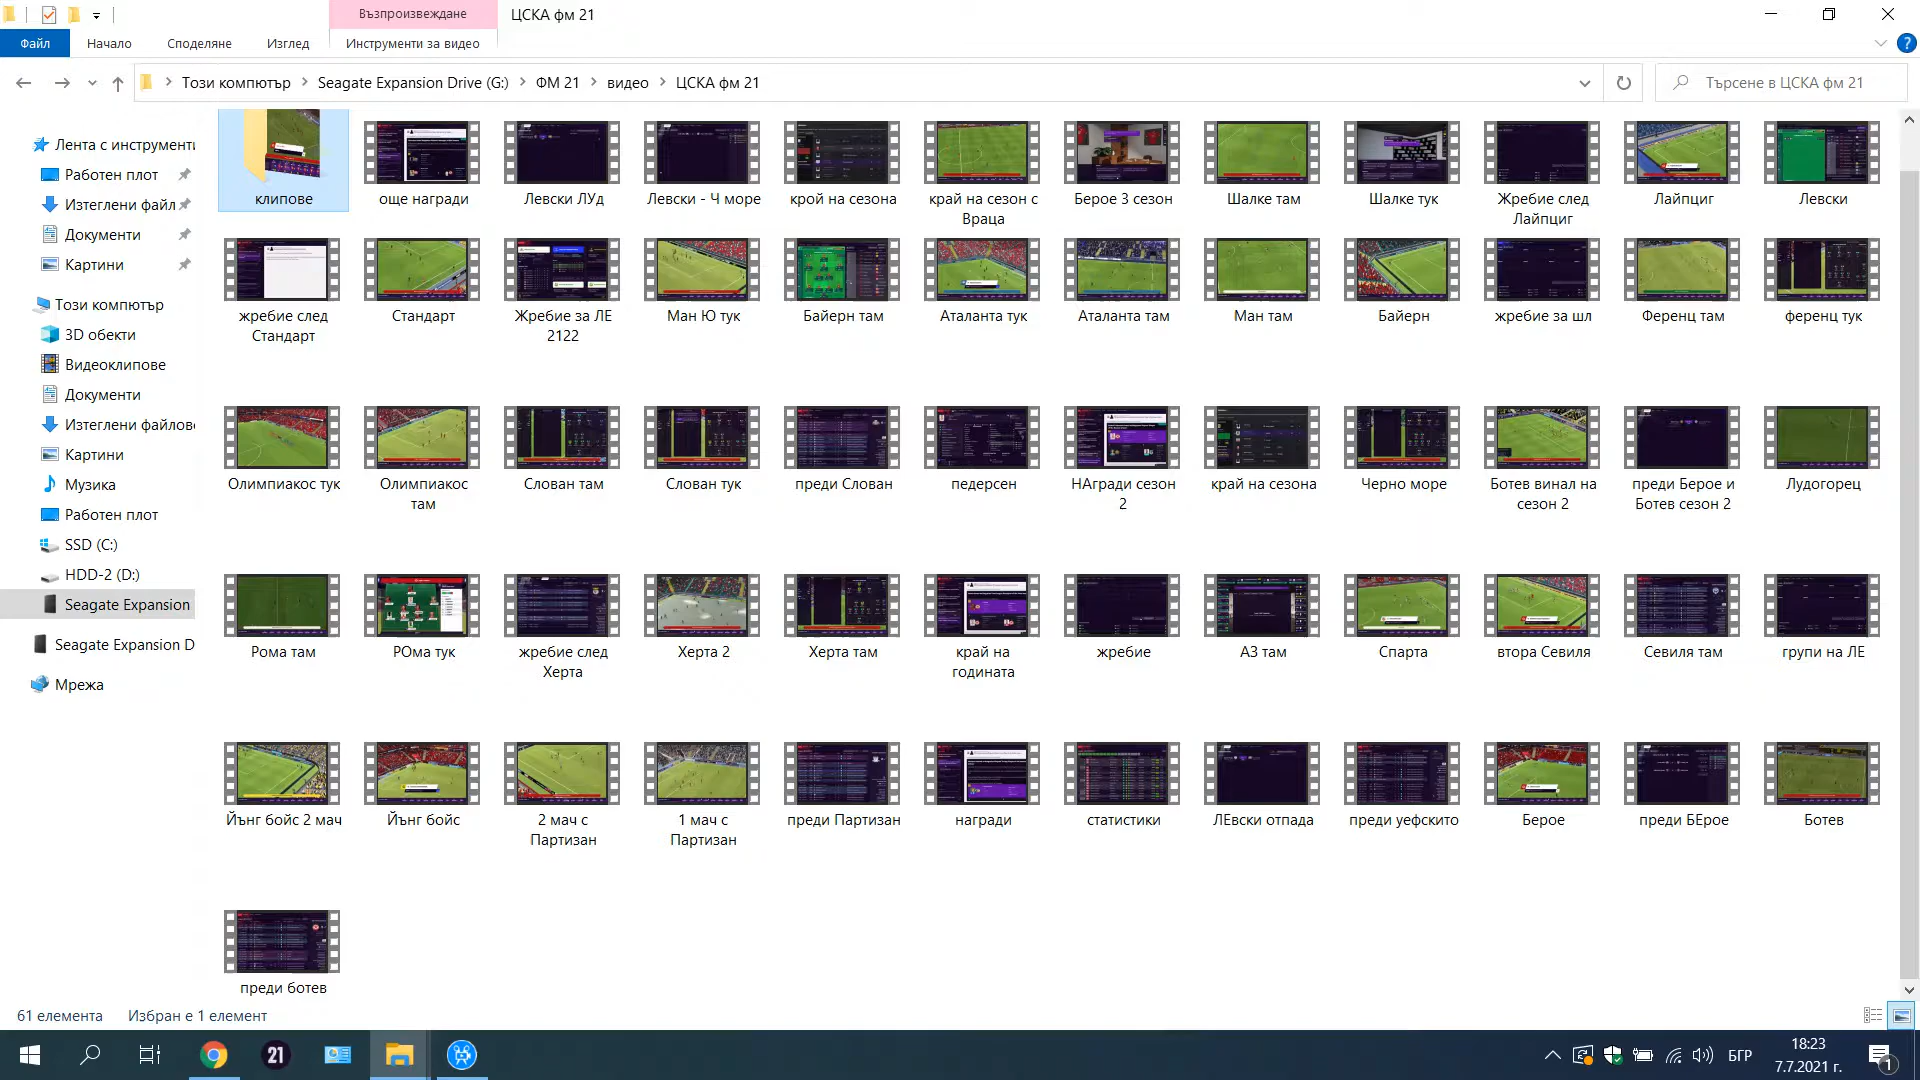 Възпроизвеждане
ЦСКА фм 21
Файл
Начало
Споделяне
Изглед
Инструменти за видео
Този компютър
Seagate Expansion Drive (G:)
ФМ 21
видео
ЦСКА фм 21
Търсене в ЦСКА фм 21
Лента с инструменти
Работен плот
Изтеглени файл
Документи
Картини
Този компютър
3D обекти
Видеоклипове
Документи
Изтеглени файлове
Картини
Музика
Работен плот
SSD (C:)
HDD-2 (D:)
Seagate Expansion
Seagate Expansion D
Мрежа
клипове
още награди
Левски ЛУд
Левски - Ч море
крой на сезона
край на сезон с
Враца
Берое 3 сезон
Шалке там
Шалке тук
Жребие след
Лайпциг
Лайпциг
Левски
жребие след
Стандарт
Стандарт
Жребие за ЛЕ
2122
Ман Ю тук
Байерн там
Аталанта тук
Аталанта там
Ман там
Байерн
жребие за шл
Ференц там
ференц тук
Олимпиакос тук
Олимпиакос
там
Слован там
Слован тук
преди Слован
педерсен
НАгради сезон
2
край на сезона
Черно море
Ботев винал на
сезон 2
преди Берое и
Ботев сезон 2
Лудогорец
Рома там
РОма тук
жребие след
Херта
Херта 2
Херта там
край на
годината
жребие
АЗ там
Спарта
втора Севиля
Севиля там
групи на ЛЕ
Йънг бойс 2 мач
Йънг бойс
2 мач с
Партизан
1 мач с
Партизан
преди Партизан
награди
статистики
ЛЕвски отпада
преди уефскито
Берое
преди БЕрое
Ботев
преди ботев
61 елемента
Избран е 1 елемент
21
БГР
18:23
7.7.2021 г.
1